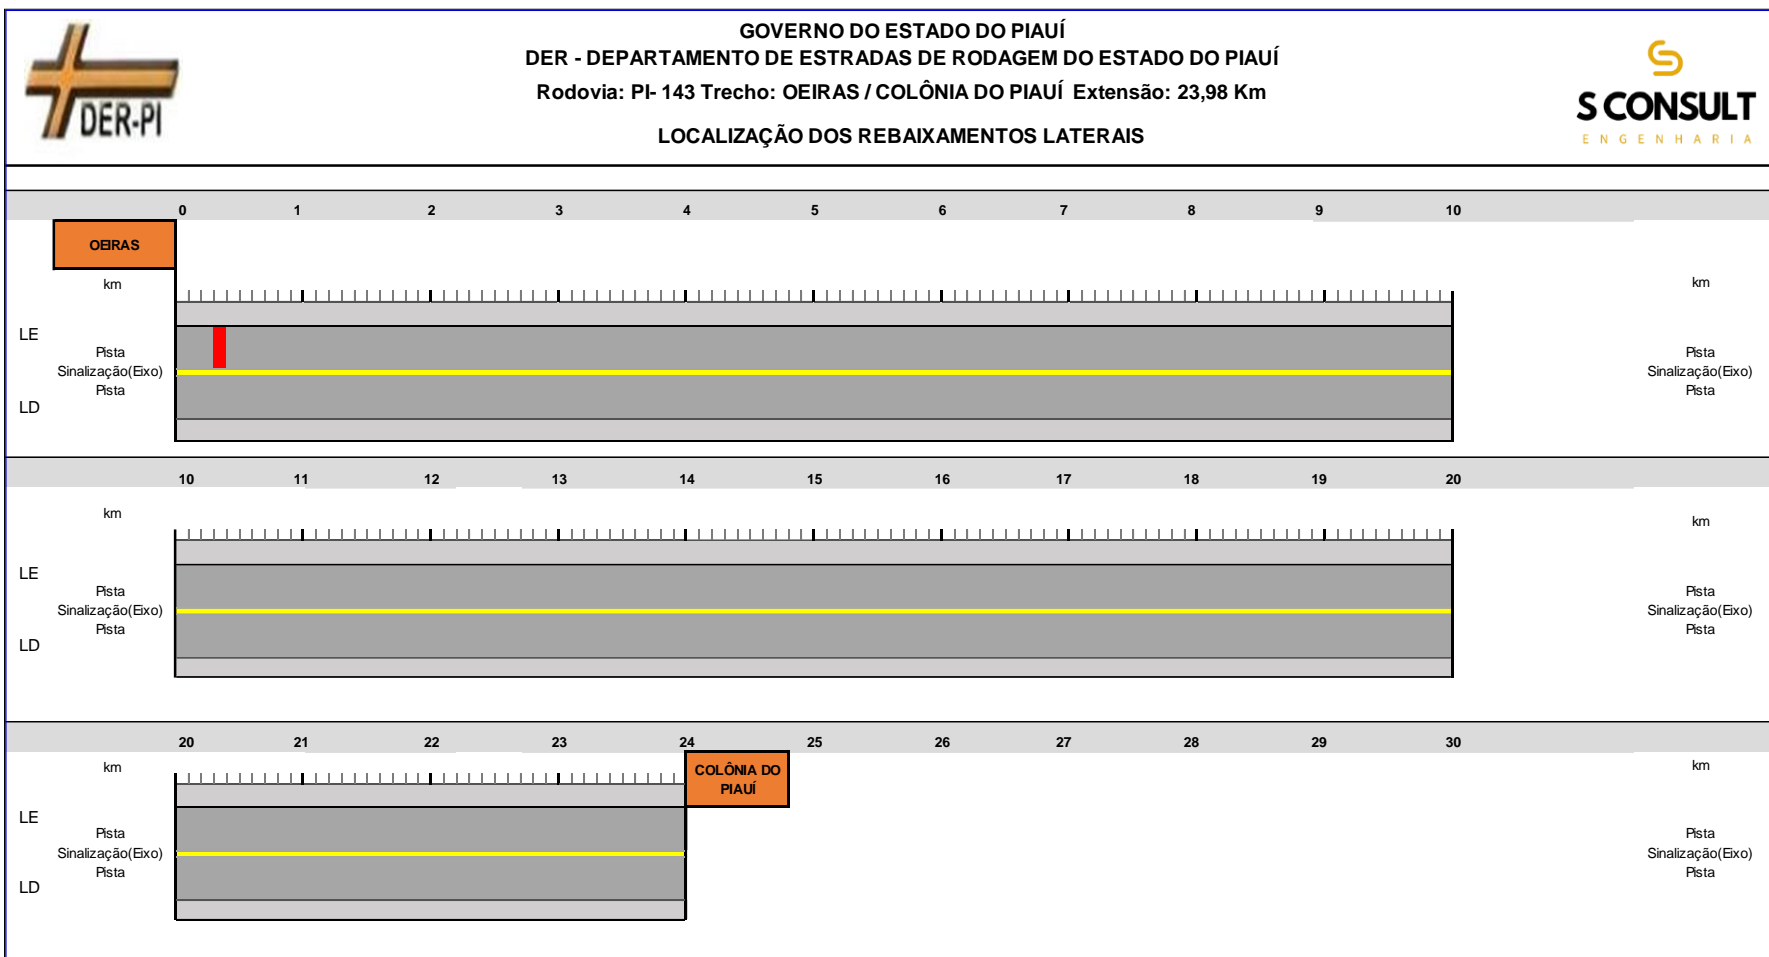 GOVERNO DO ESTADO DO PIAUÍ
DER - DEPARTAMENTO DE ESTRADAS DE RODAGEM DO ESTADO DO PIAUÍ
Rodovia: PI- 143 Trecho: OEIRAS / COLÔNIA DO PIAUÍ Extensão: 23,98 Km
LOCALIZAÇÃO DOS REBAIXAMENTOS LATERAIS
DER-PI
S CONSULT
ENGENHARIA
0 1 2 3 4 5 6 7 8 9 10
OEIRAS
km km
LE
Pista Pista
Sinalização(Eixo) Sinalização(Eixo)
Pista Pista
LD
10 11 12 13 14 15 16 17 18 19 20
km km
LE
Pista Pista
Sinalização(Eixo) Sinalização(Eixo)
Pista Pista
LD
20 21 22 23 24 25 26 27 28 29 30
km km
COLÔNIA DO
PIAUÍ
LE
Pista Pista
Sinalização(Eixo) Sinalização(Eixo)
Pista Pista
LD